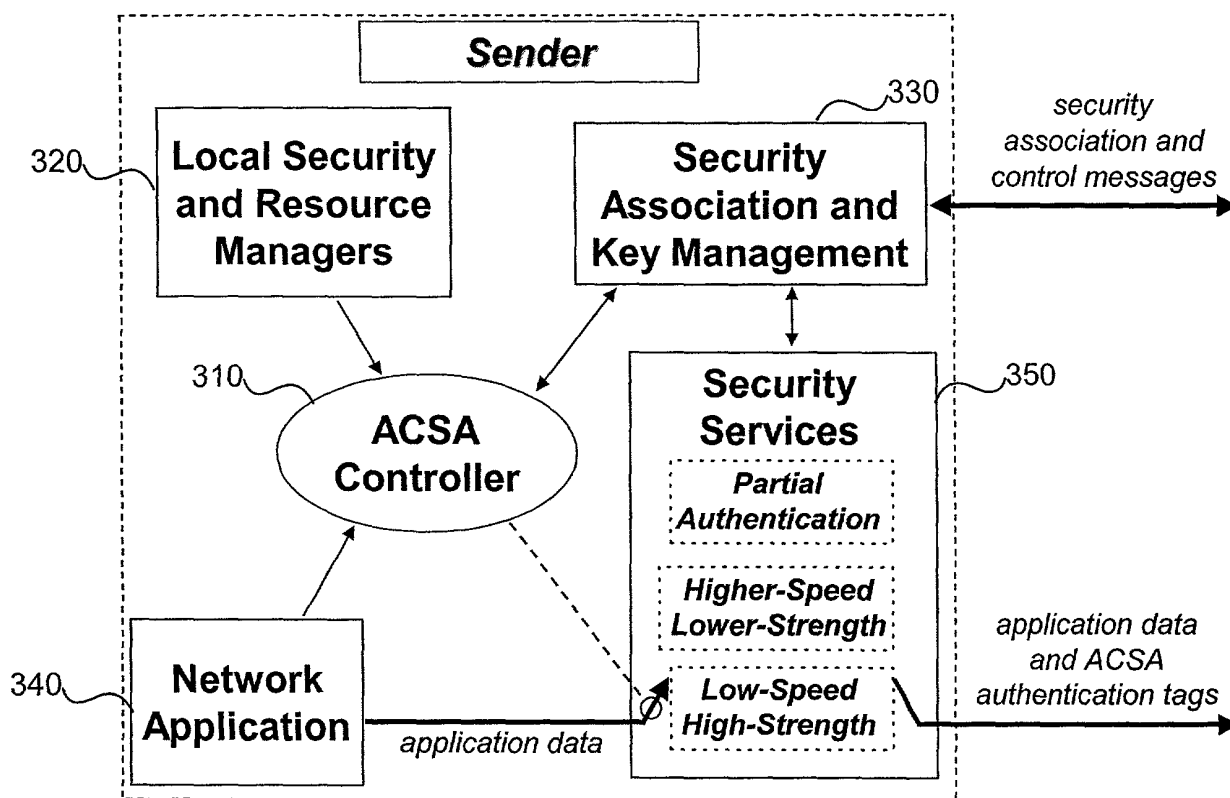 Sender
330
security
association and
control messages
320
Local Security
and Resource
Managers
Security
Association and
Key Management
310
ACSA
Controller
350
Security
Services
Partial
Authentication
Higher-Speed
Lower-Strength
Low-Speed
High-Strength
340
Network
Application
application data
application data
and ACSA
authentication tags